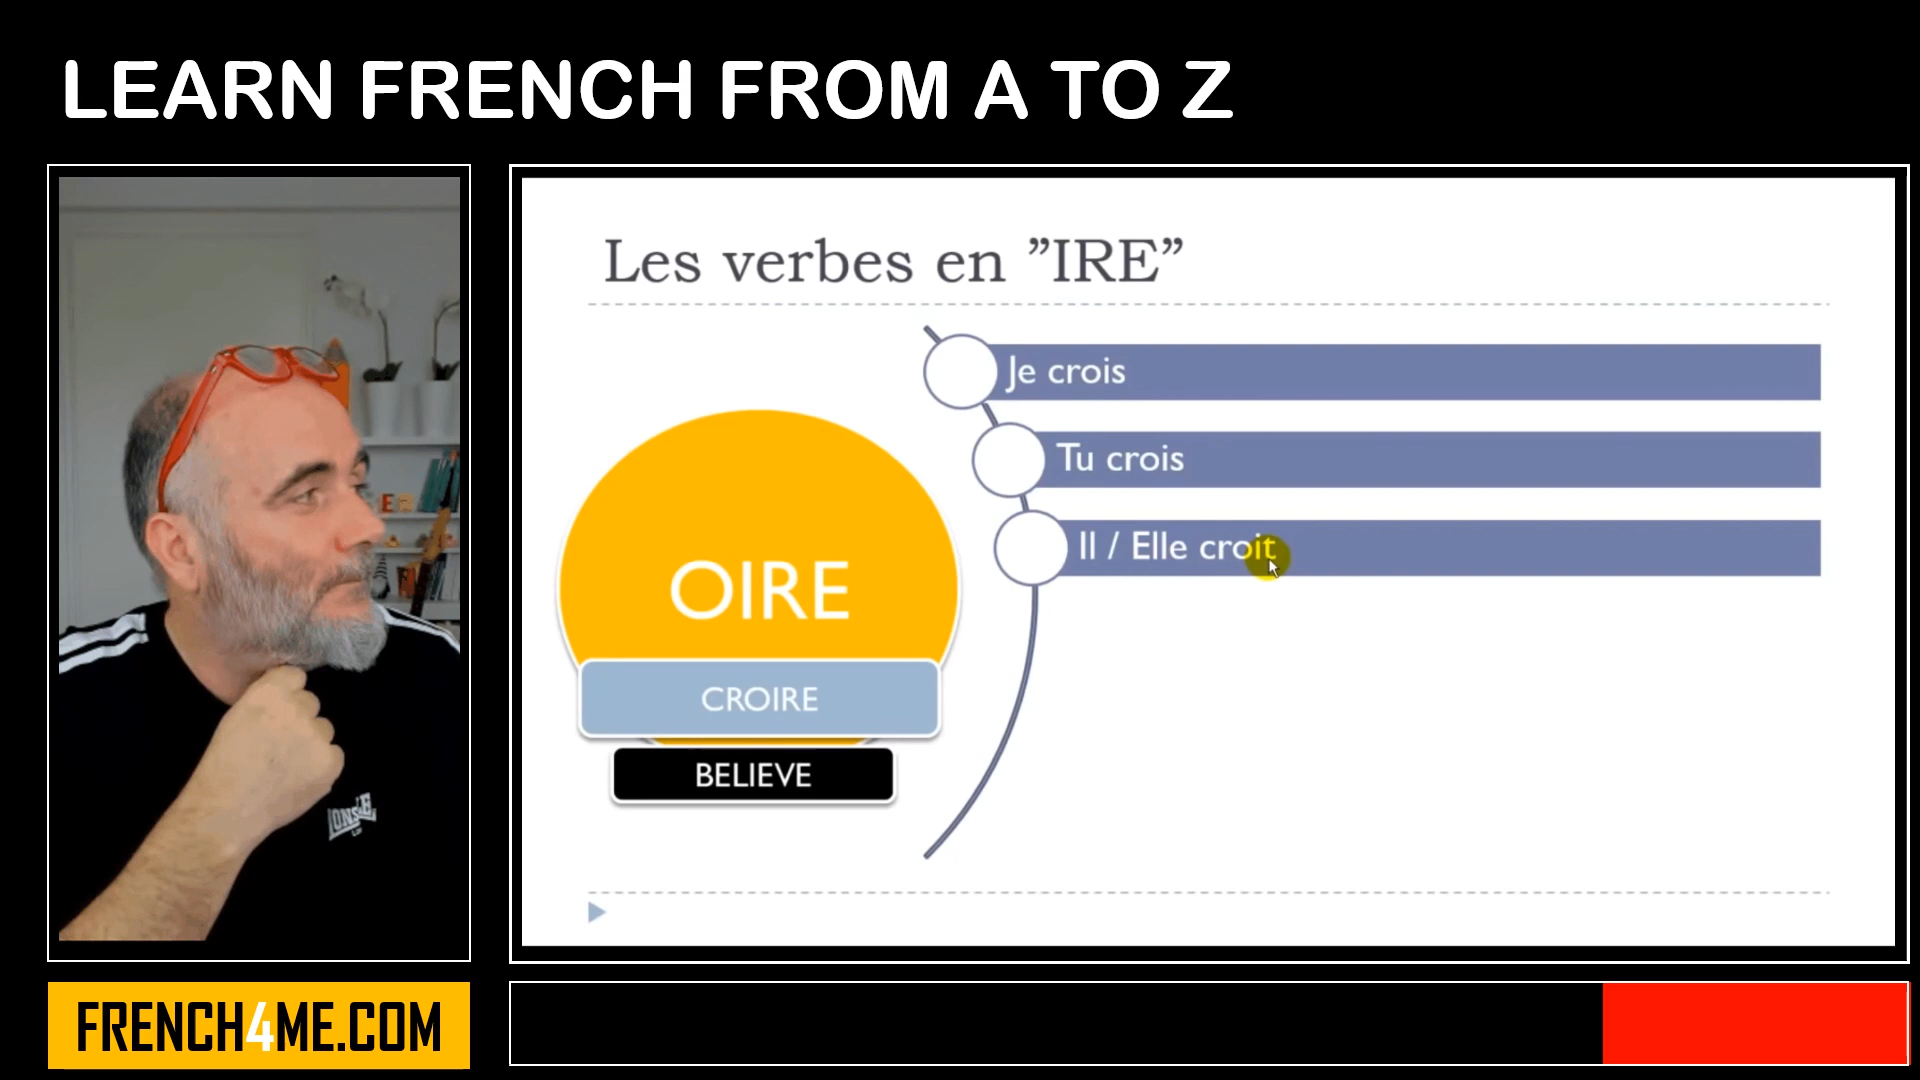 LEARN FRENCH FROM A TO Z
Les verbes en ”IRE”
Je crois
Tu crois
Il / Elle croit
OIRE
CROIRE
BELIEVE
LONSDALE
FRENCH4ME.COM